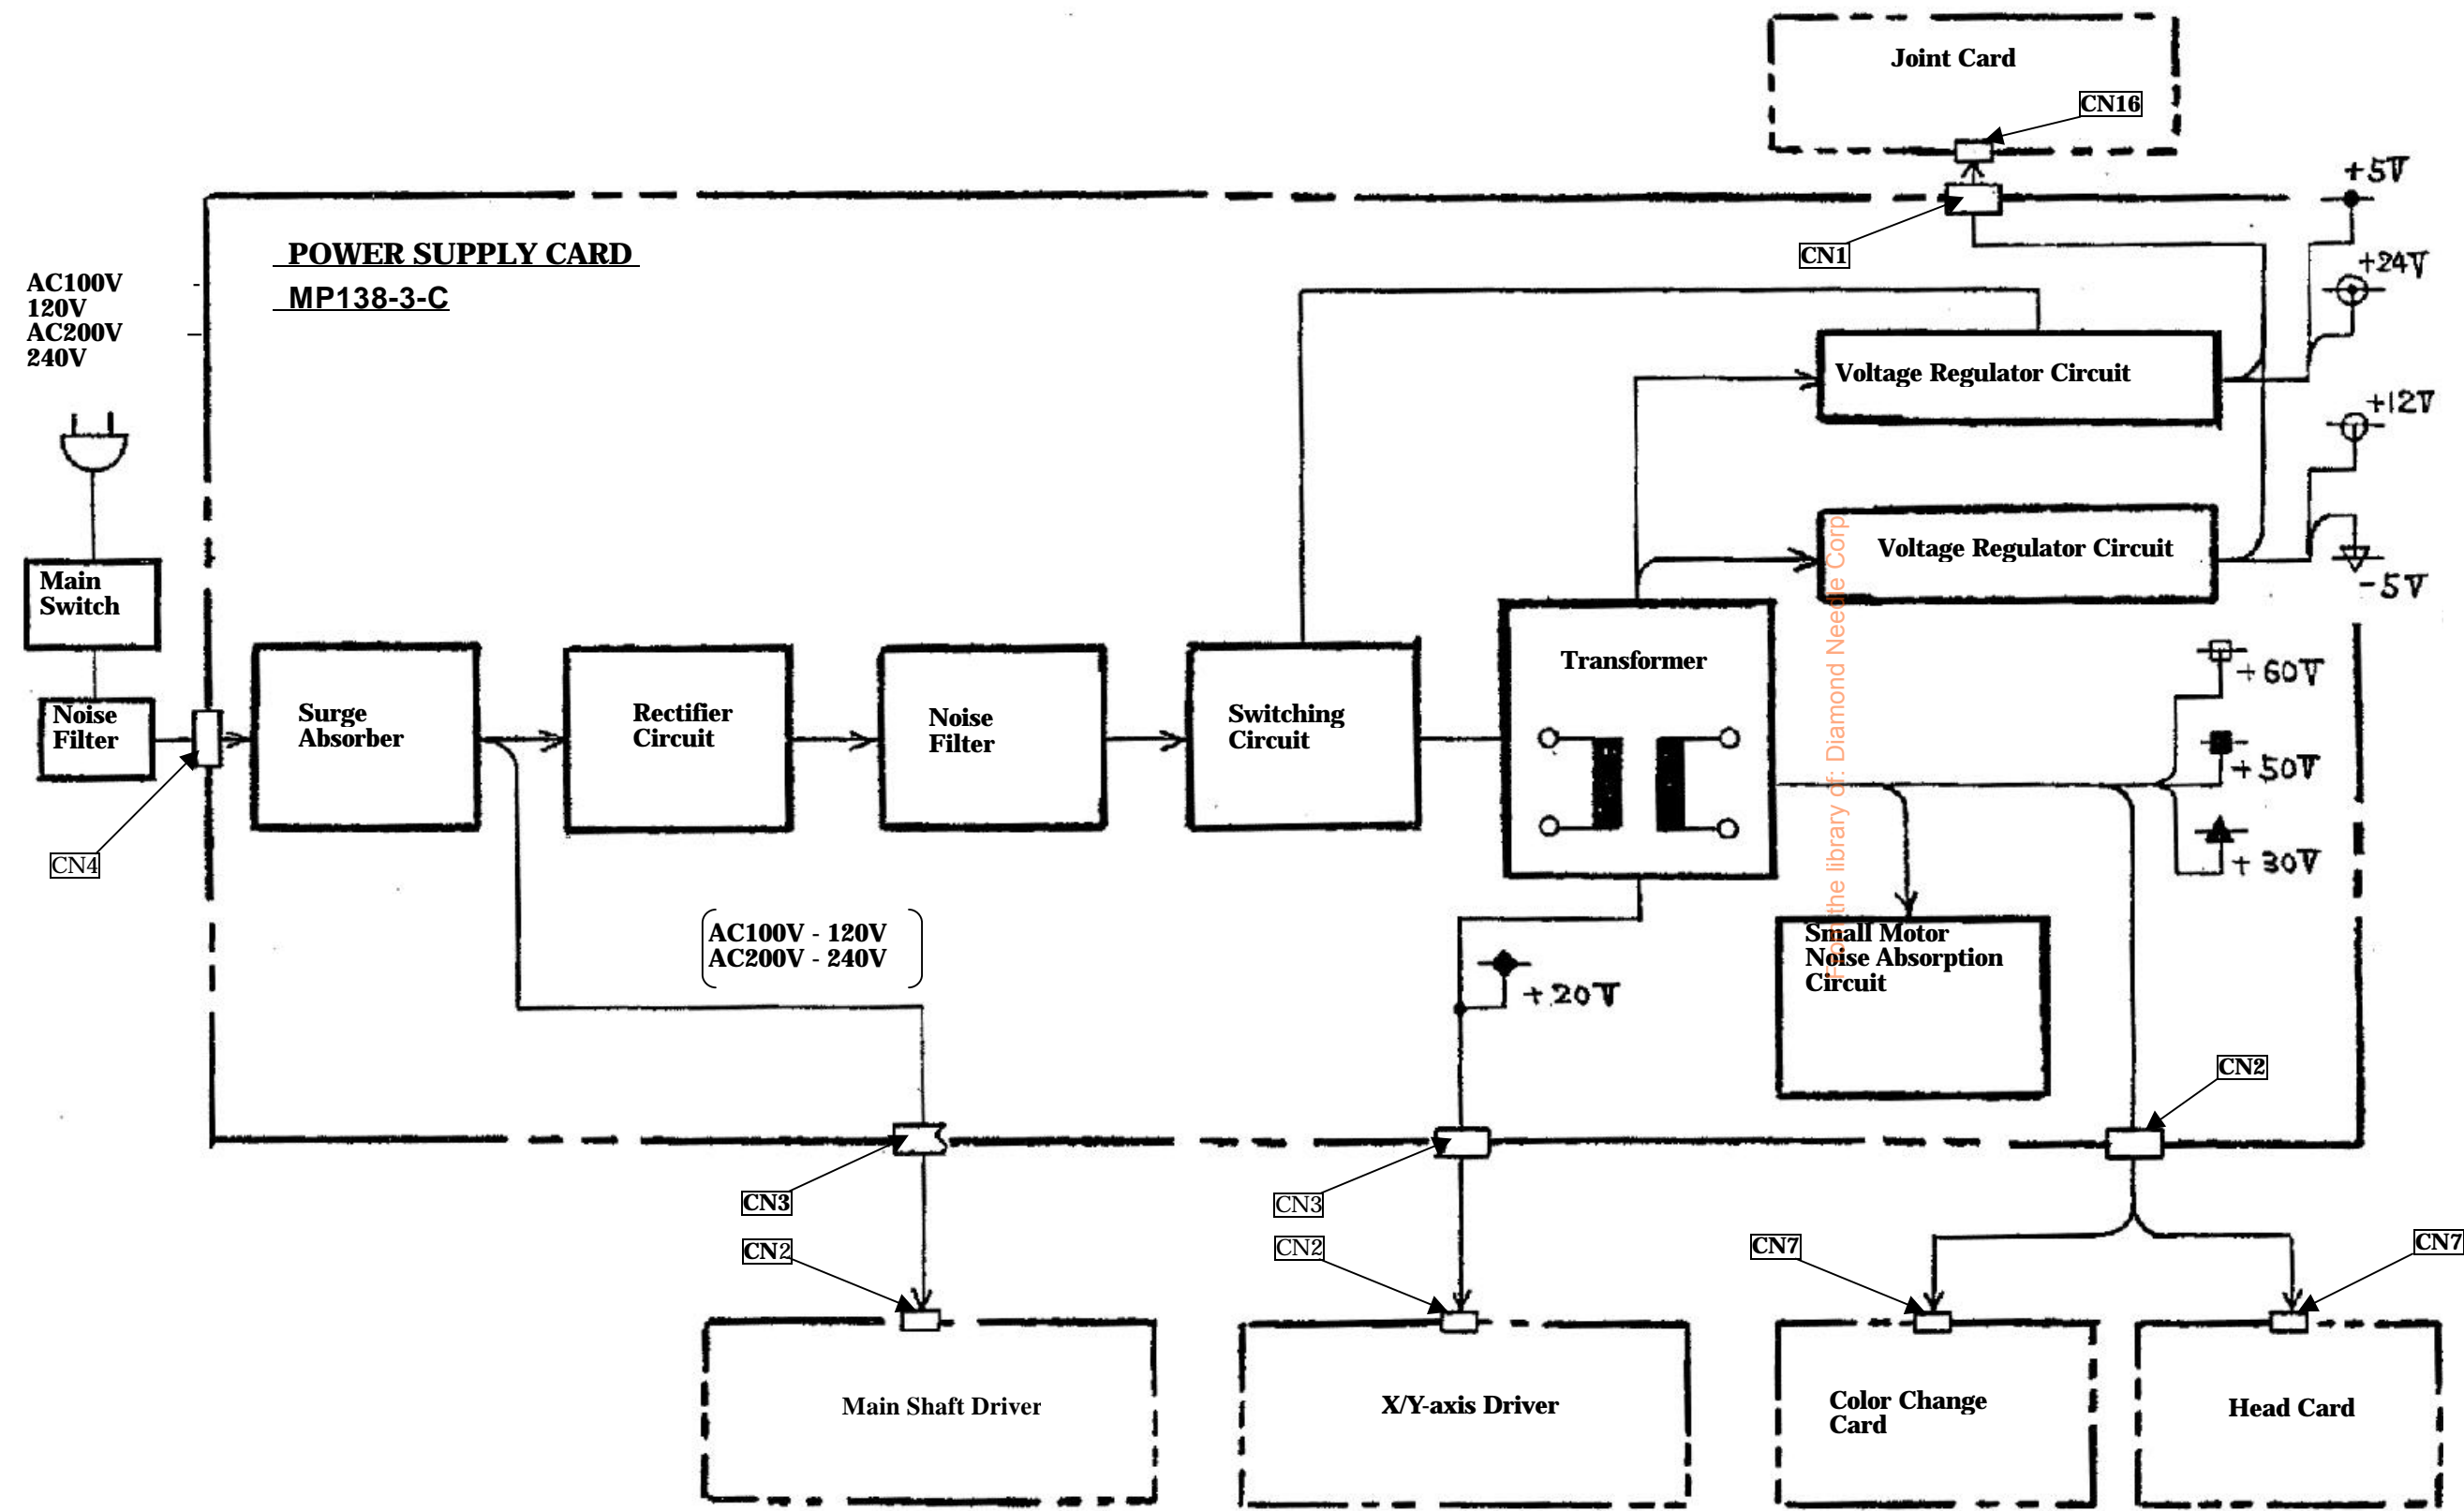 Joint Card
CN16
+5V
POWER SUPPLY CARD
MP138-3-C
CN1
+24V
AC100V
120V
AC200V
240V
Voltage Regulator Circuit
+12V
Voltage Regulator Circuit
-5V
Main
Switch
Noise
Filter
Surge
Absorber
Rectifier
Circuit
Noise
Filter
Switching
Circuit
Transformer
+60V
+50V
+30V
CN4
AC100V - 120V
AC200V - 240V
+20V
Small Motor
Noise Absorption
Circuit
From the library of: Diamond Needle Corp
CN2
CN3
CN3
CN2
CN2
CN7
CN7
Main Shaft Driver
X/Y-axis Driver
Color Change
Card
Head Card